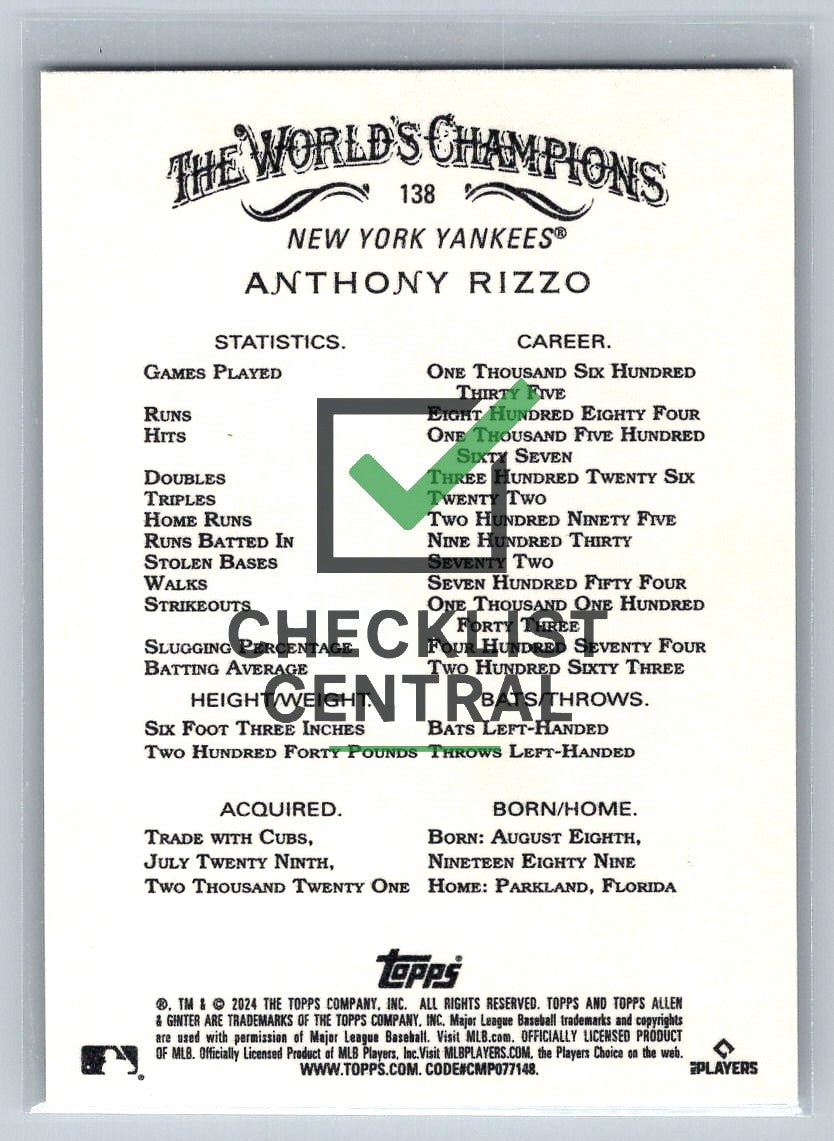 THE WORLD'S CHAMPIONS
138
NEW YORK YANKEES®
ANTHONY RIZZO
STATISTICS. CAREER.
GAMES PLAYED ONE THOUSAND SIX HUNDRED
THIRTY FIVE
RUNS EIGHT HUNDRED EIGHTY FOUR
HITS ONE THOUSAND FIVE HUNDRED
SIXTY SEVEN
DOUBLES THREE HUNDRED TWENTY SIX
TRIPLES TWENTY TWO
HOME RUNS TWO HUNDRED NINETY FIVE
RUNS BATTED IN NINE HUNDRED THIRTY
STOLEN BASES SEVENTY TWO
WALKS SEVEN HUNDRED FIFTY FOUR
STRIKEOUTS ONE THOUSAND ONE HUNDRED
FORTY THREE
SLUGGING PERCENTAGE FOUR HUNDRED SEVENTY FOUR
BATTING AVERAGE TWO HUNDRED SIXTY THREE
CHECKLIST
CENTRAL
HEIGHT/WEIGHT. BATS/THROWS.
SIX FOOT THREE INCHES BATS LEFT-HANDED
TWO HUNDRED FORTY POUNDS THROWS LEFT-HANDED
ACQUIRED. BORN/HOME.
TRADE WITH CUBS, BORN: AUGUST EIGHTH,
JULY TWENTY NINTH, NINETEEN EIGHTY NINE
TWO THOUSAND TWENTY ONE HOME: PARKLAND, FLORIDA
topps®
®, TM & © 2024 THE TOPPS COMPANY, INC. ALL RIGHTS RESERVED. TOPPS AND TOPPS ALLEN
& GINTER ARE TRADEMARKS OF THE TOPPS COMPANY, INC. Major League Baseball trademarks and copyrights
are used with permission of Major League Baseball. Visit MLB.com. OFFICIALLY LICENSED PRODUCT
OF MLB. Officially Licensed Product of MLB Players, Inc.Visit MLBPLAYERS.COM, the Players Choice on the web.
WWW.TOPPS.COM. CODE#CMP077148.
MLBPLAYERS